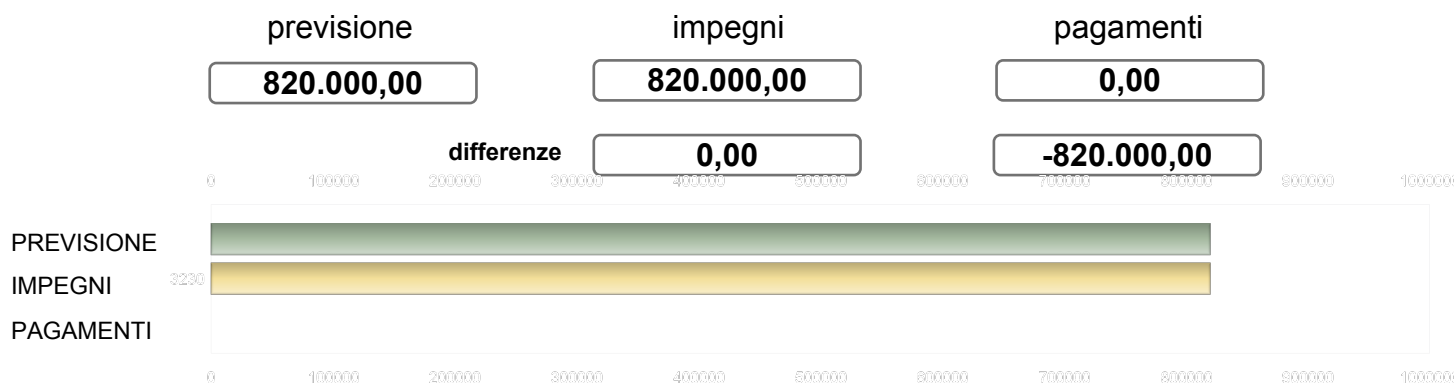 previsione impegni pagamenti
820.000,00 820.000,00 0,00
differenze 0,00 -820.000,00
0 100000 200000 300000 400000 500000 600000 700000 800000 900000 1000000
PREVISIONE
3230
IMPEGNI
PAGAMENTI
0 100000 200000 300000 400000 500000 600000 700000 800000 900000 1000000